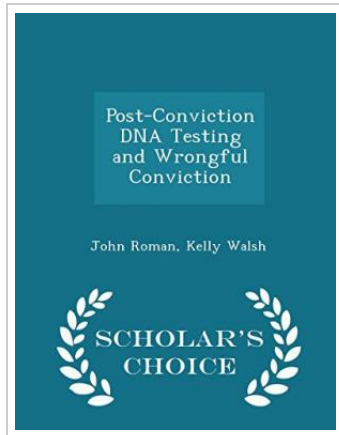 Post-Conviction
DNA Testing
and Wrongful
Conviction
John Roman, Kelly Walsh
SCHOLAR'S
CHOICE